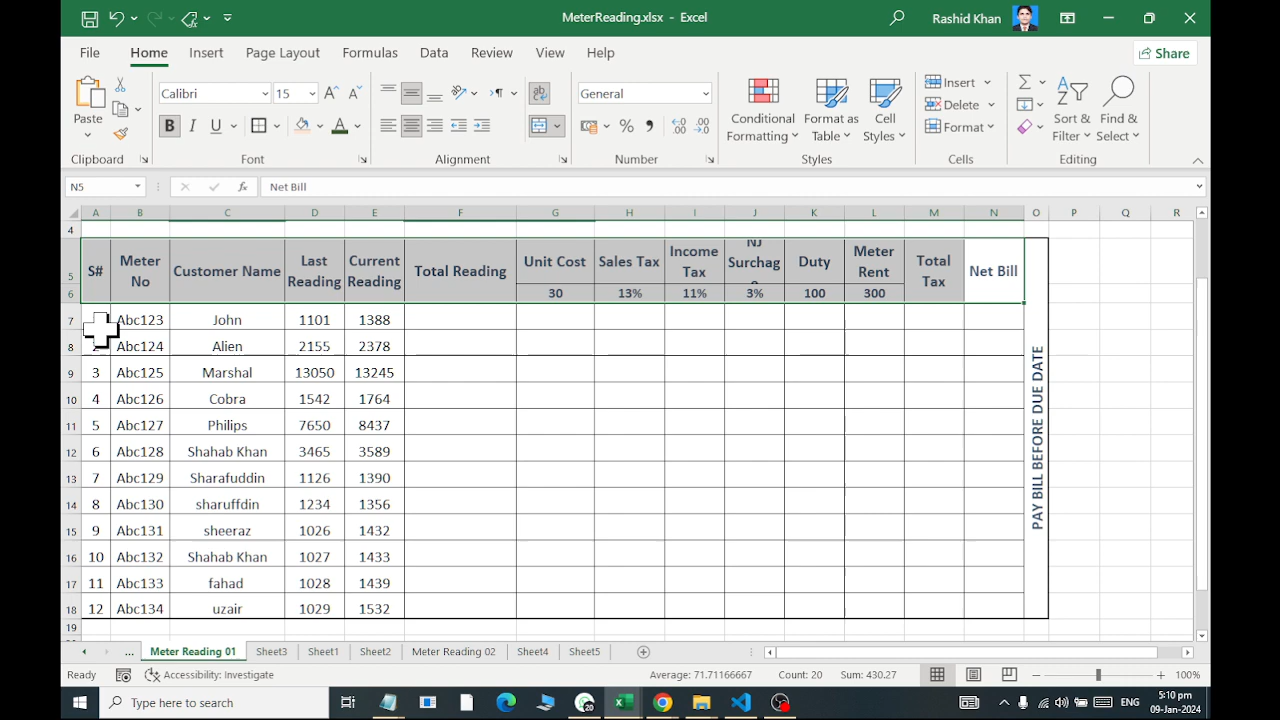 MeterReading.xlsx - Excel
Rashid Khan
File Home Insert Page Layout Formulas Data Review View Help
Share
Paste
Clipboard
Calibri 15
B I U
Font
Alignment
General
Number
Conditional Formatting
Format as Table
Cell Styles
Styles
Insert
Delete
Format
Cells
Sort & Filter
Find & Select
Editing
N5
fx
Net Bill
A B C D E F G H I J K L M N O P Q R
4
5 S# Meter No Customer Name Last Reading Current Reading Total Reading Unit Cost Sales Tax Income Tax NJ Surchag Duty Meter Rent Total Tax Net Bill
6 30 13% 11% 3% 100 300
7 Abc123 John 1101 1388
8 2 Abc124 Alien 2155 2378
9 3 Abc125 Marshal 13050 13245
10 4 Abc126 Cobra 1542 1764
11 5 Abc127 Philips 7650 8437
12 6 Abc128 Shahab Khan 3465 3589
13 7 Abc129 Sharafuddin 1126 1390
14 8 Abc130 sharuffdin 1234 1356
15 9 Abc131 sheeraz 1026 1432
16 10 Abc132 Shahab Khan 1027 1433
17 11 Abc133 fahad 1028 1439
18 12 Abc134 uzair 1029 1532
19
PAY BILL BEFORE DUE DATE
... Meter Reading 01 Sheet3 Sheet1 Sheet2 Meter Reading 02 Sheet4 Sheet5
Ready Accessibility: Investigate Average: 71.71166667 Count: 20 Sum: 430.27 100%
Type here to search
ENG
5:10 pm
09-Jan-2024